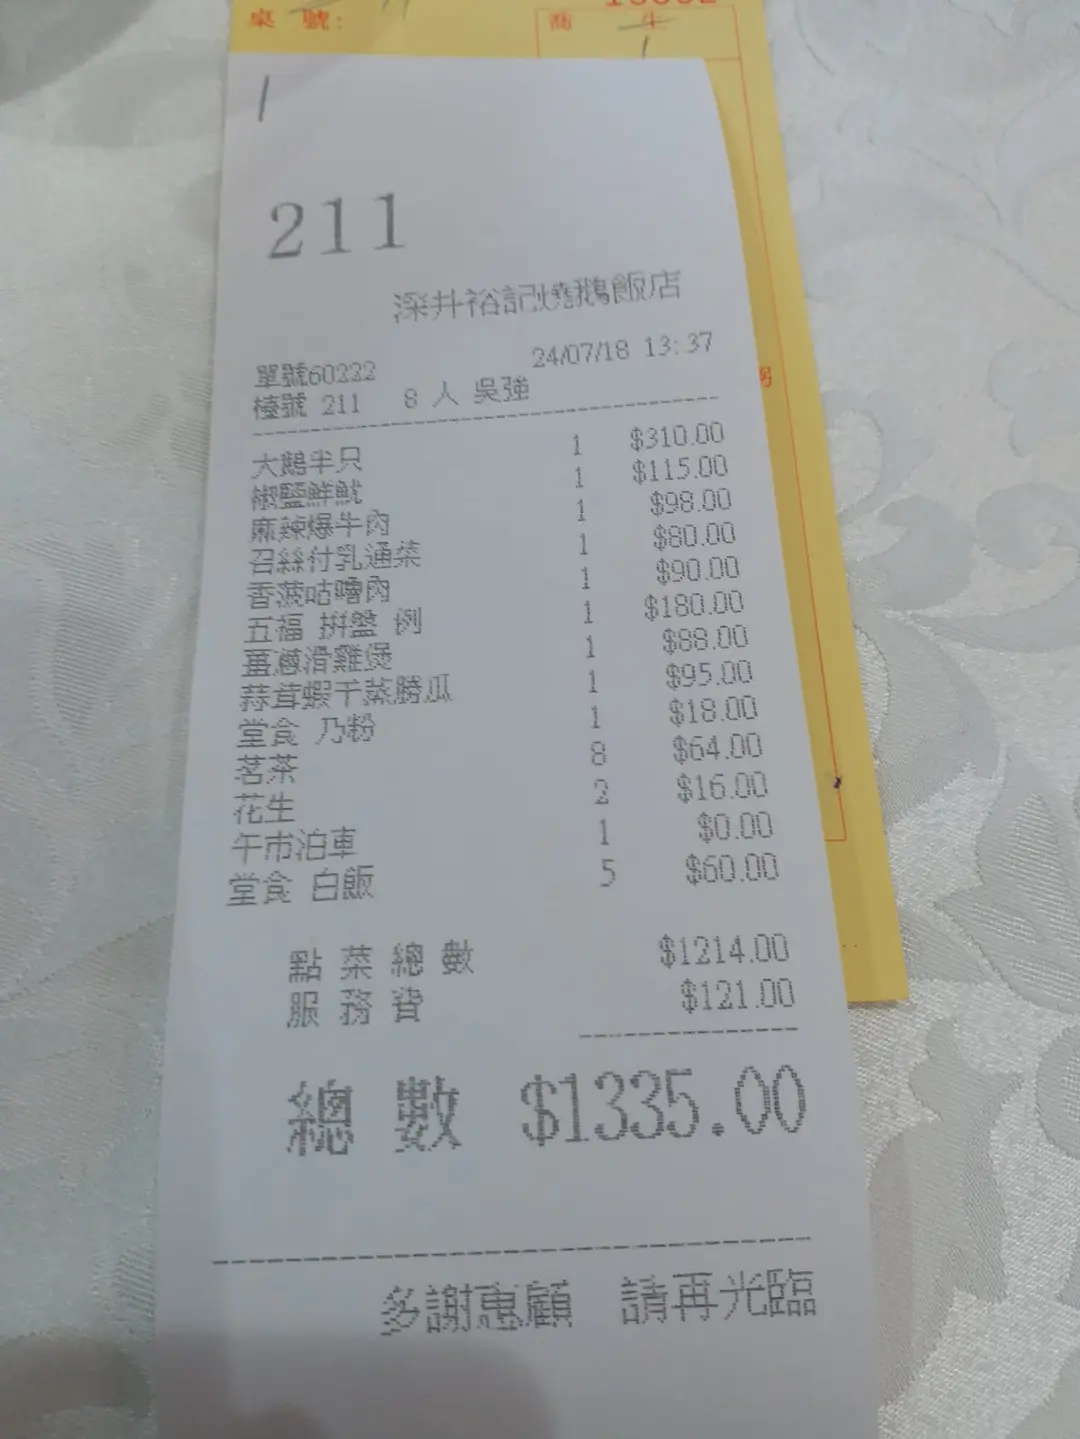 桌 號:
1
211
深井裕記燒鵝飯店
單號60222 24/07/18 13:37
檯號 211 8 人 吳強
大鵝半只 1 $310.00
椒鹽鮮魷 1 $115.00
麻辣爆牛肉 1 $98.00
召絲付乳通菜 1 $80.00
香菠咕嚕肉 1 $90.00
五福 拼盤 例 1 $180.00
薑蔥滑雞煲 1 $88.00
蒜茸蝦干蒸勝瓜 1 $95.00
堂食 乃粉 1 $18.00
茗茶 8 $64.00
花生 2 $16.00
午市泊車 1 $0.00
堂食 白飯 5 $60.00
點 菜 總 數 $1214.00
服 務 費 $121.00
總 數 $1335.00
多謝惠顧 請再光臨